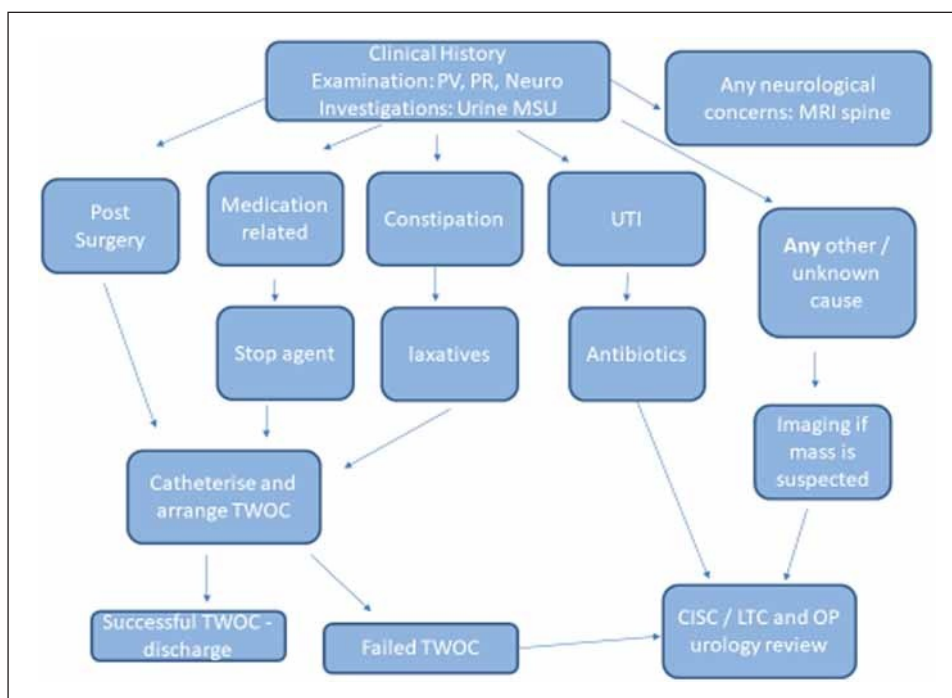 Clinical History
Examination: PV, PR, Neuro
Investigations: Urine MSU
Any neurological
concerns: MRI spine
Post
Surgery
Medication
related
Constipation
UTI
Any other /
unknown
cause
Stop agent
laxatives
Antibiotics
Imaging if
mass is
suspected
Catheterise and
arrange TWOC
Successful TWOC -
discharge
Failed TWOC
CISC / LTC and OP
urology review